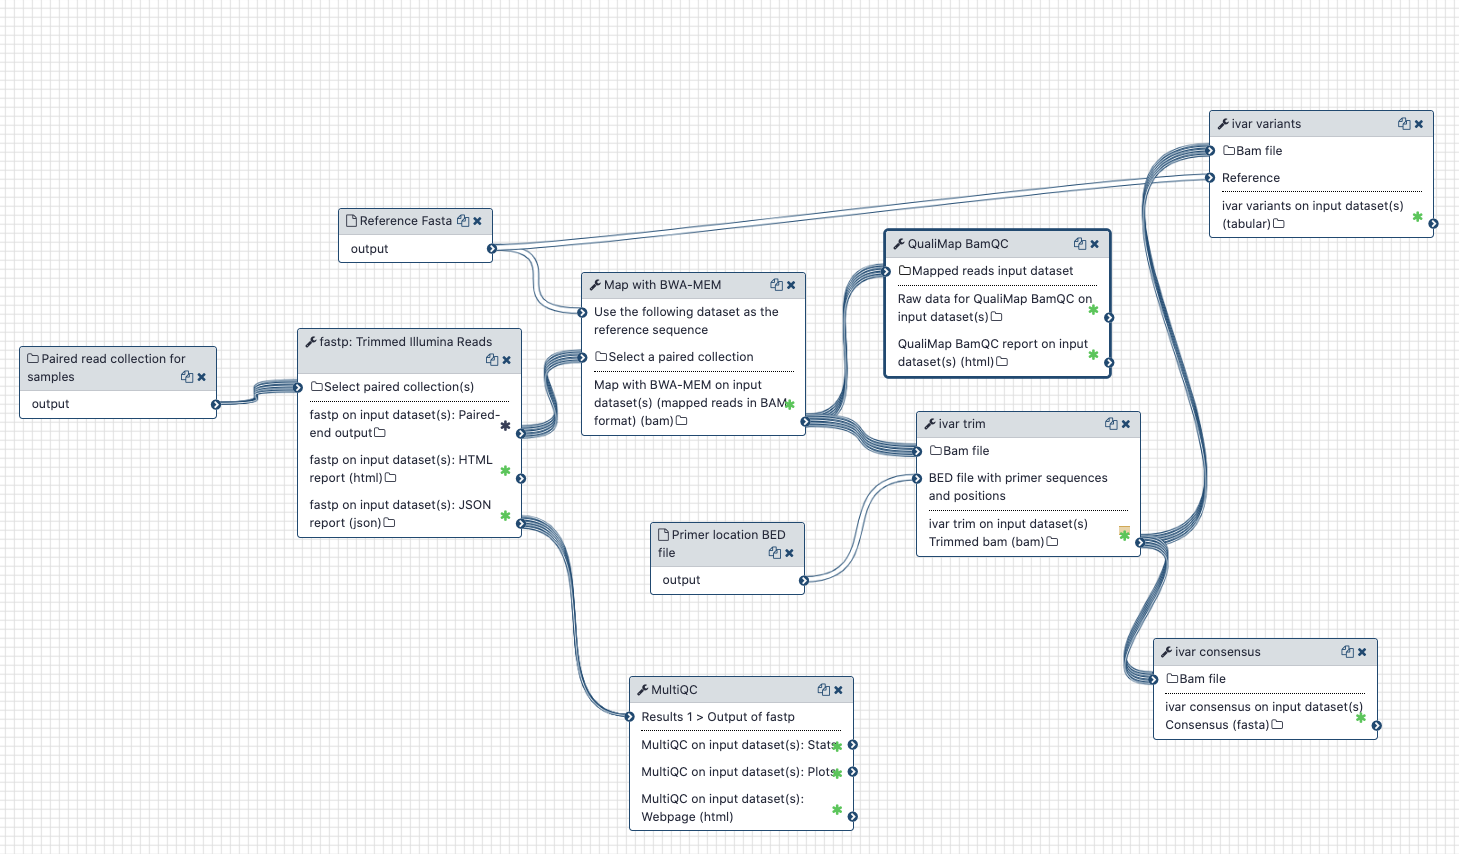 ivar variants
Bam file
Reference
ivar variants on input dataset(s)
(tabular)
Reference Fasta
output
QualiMap BamQC
Mapped reads input dataset
Raw data for QualiMap BamQC on
input dataset(s)
QualiMap BamQC report on input
dataset(s) (html)
Map with BWA-MEM
Use the following dataset as the
reference sequence
Select a paired collection
Map with BWA-MEM on input
dataset(s) (mapped reads in BAM
format) (bam)
fastp: Trimmed Illumina Reads
Select paired collection(s)
fastp on input dataset(s): Paired-
end output
fastp on input dataset(s): HTML
report (html)
fastp on input dataset(s): JSON
report (json)
Paired read collection for
samples
output
ivar trim
Bam file
BED file with primer sequences
and positions
ivar trim on input dataset(s)
Trimmed bam (bam)
Primer location BED
file
output
ivar consensus
Bam file
ivar consensus on input dataset(s)
Consensus (fasta)
MultiQC
Results 1 > Output of fastp
MultiQC on input dataset(s): Stats
MultiQC on input dataset(s): Plots
MultiQC on input dataset(s):
Webpage (html)